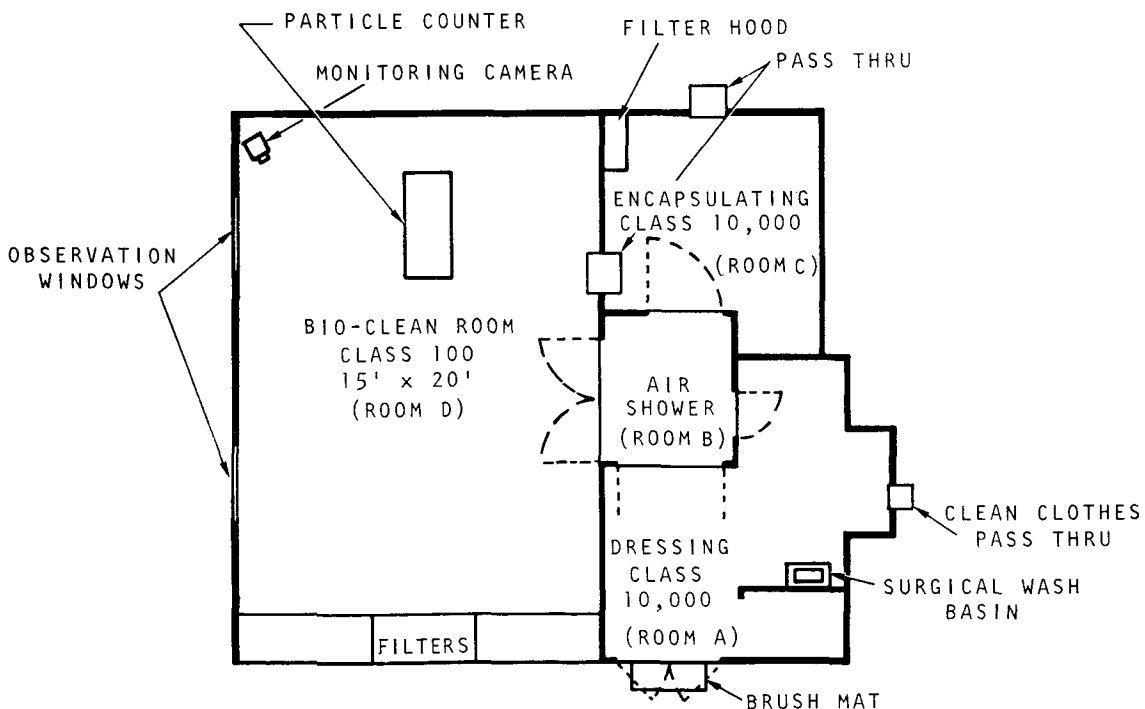 PARTICLE COUNTER
FILTER HOOD
PASS THRU
MONITORING CAMERA
ENCAPSULATING
CLASS 10,000
(ROOM C)
OBSERVATION
WINDOWS
BIO-CLEAN ROOM
CLASS 100
15' x 20'
(ROOM D)
AIR
SHOWER
(ROOM B)
CLEAN CLOTHES
PASS THRU
DRESSING
CLASS
10,000
(ROOM A)
SURGICAL WASH
BASIN
FILTERS
BRUSH MAT